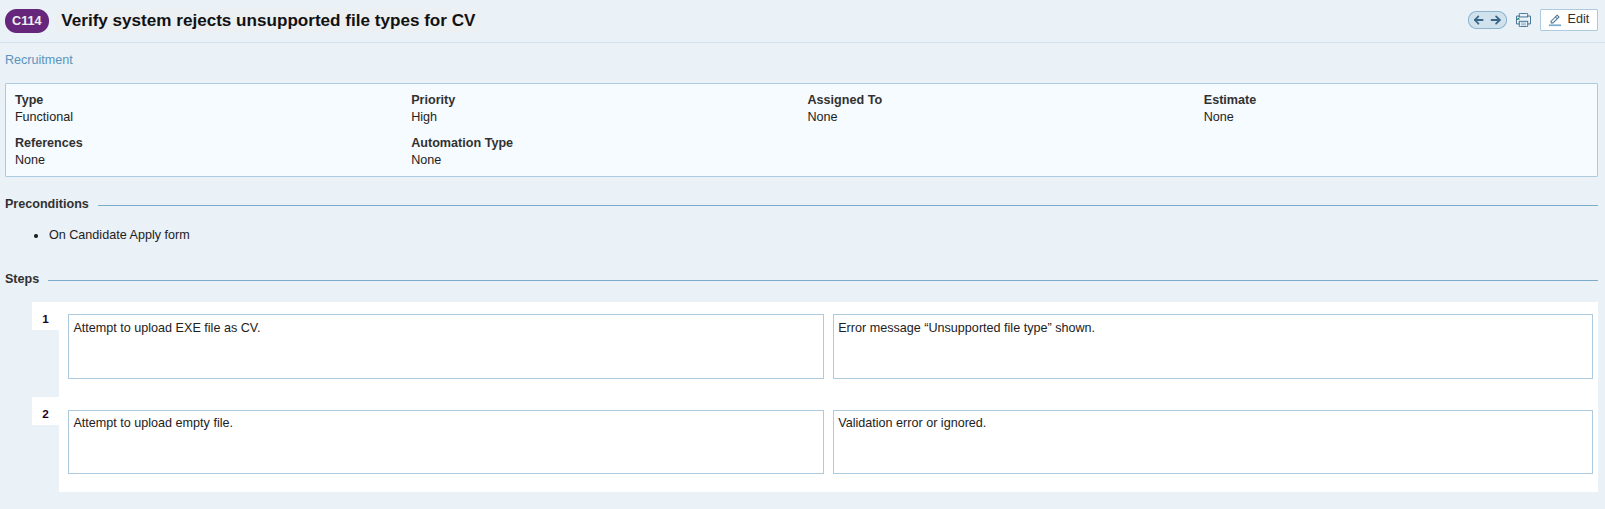 C114 Verify system rejects unsupported file types for CV
Edit
Recruitment
Type Priority Assigned To Estimate
Functional High None None
References Automation Type
None None
Preconditions
• On Candidate Apply form
Steps
1 Attempt to upload EXE file as CV. Error message “Unsupported file type” shown.
2 Attempt to upload empty file. Validation error or ignored.